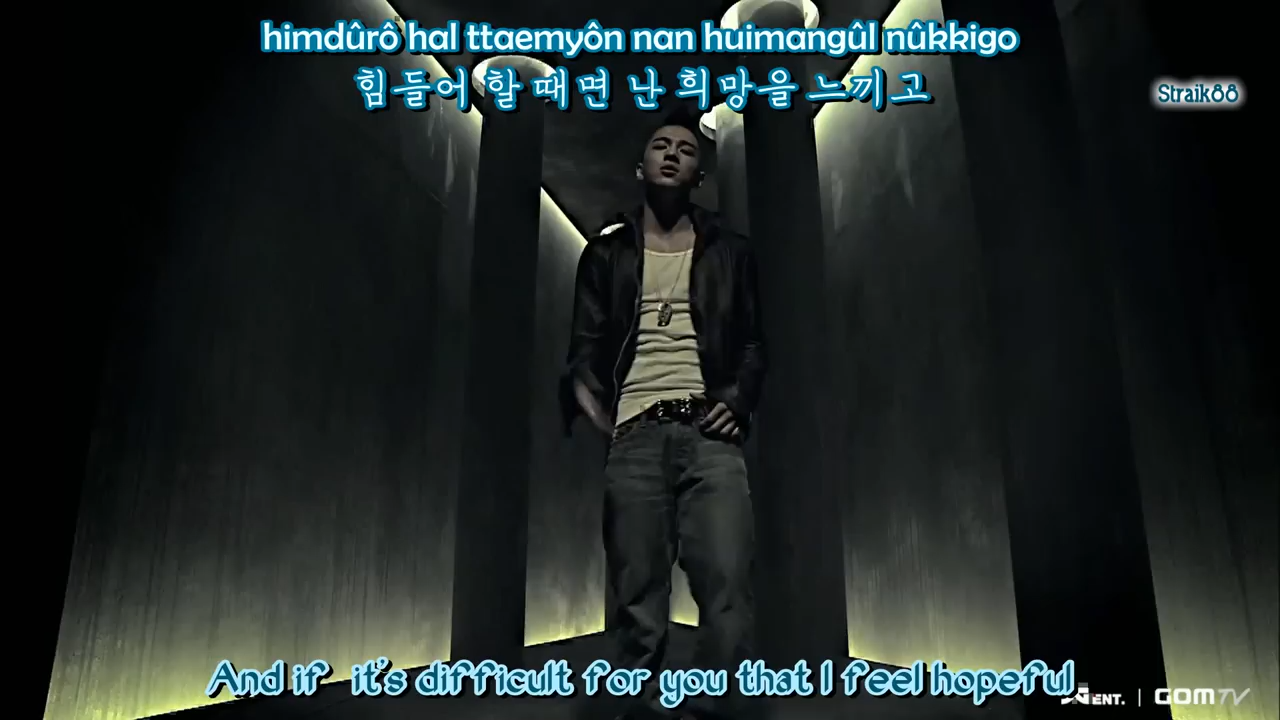 himdûrô hal ttaemyôn nan huimangûl nûkkigo
힘들어 할 때면 난 희망을 느끼고
Straik88
And if it's difficult for you that I feel hopeful
YG ENT. | GOMTV